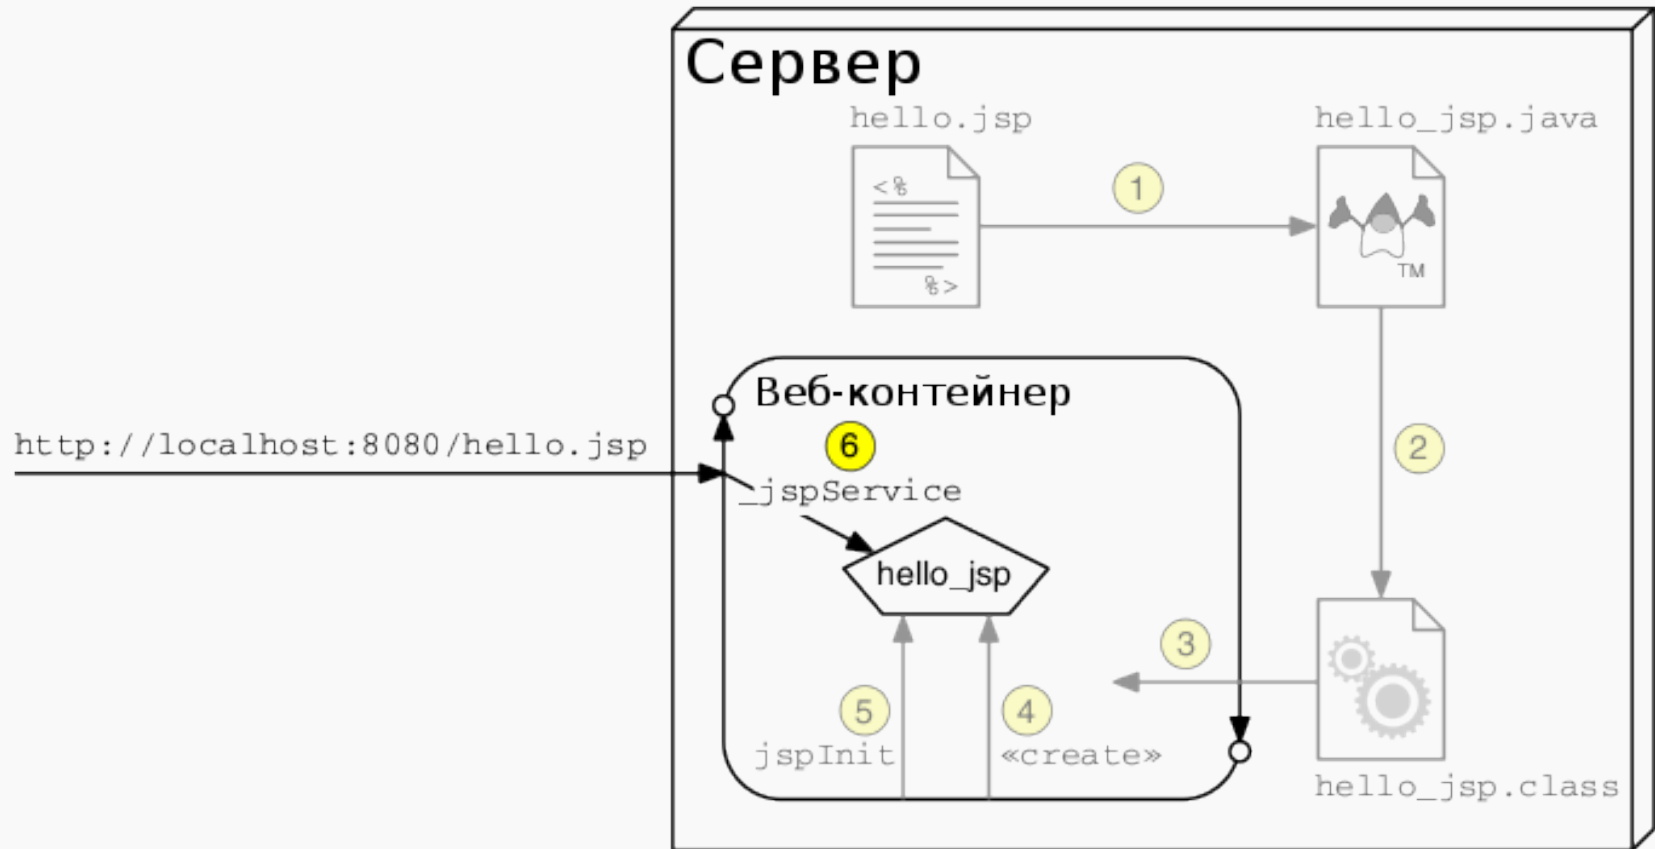 Сервер
hello.jsp
hello_jsp.java
<%
%>
1
TM
Веб-контейнер
http://localhost:8080/hello.jsp
6
2
_jspService
hello_jsp
3
5
4
jspInit
«create»
hello_jsp.class